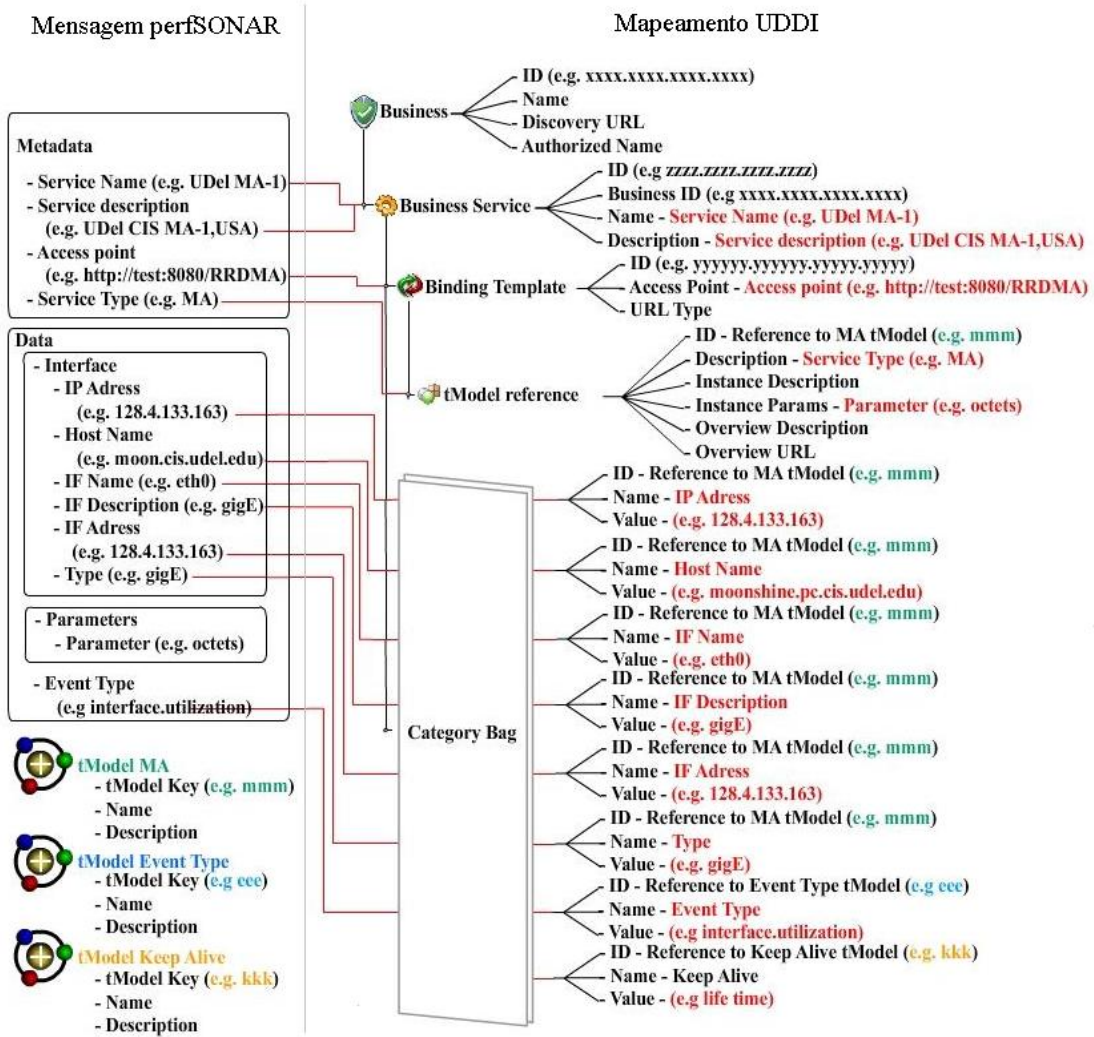 Mensagem perfSONAR
Metadata
- Service Name (e.g. UDel MA-1)
- Service description
(e.g. UDel CIS MA-1,USA)
- Access point
(e.g. http://test:8080/RRDMA)
- Service Type (e.g. MA)
Data
- Interface
- IP Adress
(e.g. 128.4.133.163)
- Host Name
(e.g. moon.cis.udel.edu)
- IF Name (e.g. eth0)
- IF Description (e.g. gigE)
- IF Adress
(e.g. 128.4.133.163)
- Type (e.g. gigE)
- Parameters
- Parameter (e.g. octets)
- Event Type
(e.g interface.utilization)
tModel MA
- tModel Key (e.g. mmm)
- Name
- Description
tModel Event Type
- tModel Key (e.g eee)
- Name
- Description
tModel Keep Alive
- tModel Key (e.g. kkk)
- Name
- Description
Mapeamento UDDI
Business
- ID (e.g. xxxx.xxxx.xxxx.xxxx)
- Name
- Discovery URL
- Authorized Name
Business Service
- ID (e.g zzzz.zzzz.zzzz.zzzz)
- Business ID (e.g xxxx.xxxx.xxxx.xxxx)
- Name - Service Name (e.g. UDel MA-1)
- Description - Service description (e.g. UDel CIS MA-1,USA)
Binding Template
- ID (e.g. yyyyyy.yyyyyy.yyyyy.yyyyy)
- Access Point - Access point (e.g. http://test:8080/RRDMA)
- URL Type
tModel reference
- ID - Reference to MA tModel (e.g. mmm)
- Description - Service Type (e.g. MA)
- Instance Description
- Instance Params - Parameter (e.g. octets)
- Overview Description
- Overview URL
Category Bag
- ID - Reference to MA tModel (e.g. mmm)
- Name - IP Adress
- Value - (e.g. 128.4.133.163)
- ID - Reference to MA tModel (e.g. mmm)
- Name - Host Name
- Value - (e.g. moonshine.pc.cis.udel.edu)
- ID - Reference to MA tModel (e.g. mmm)
- Name - IF Name
- Value - (e.g. eth0)
- ID - Reference to MA tModel (e.g. mmm)
- Name - IF Description
- Value - (e.g. gigE)
- ID - Reference to MA tModel (e.g. mmm)
- Name - IF Adress
- Value - (e.g. 128.4.133.163)
- ID - Reference to MA tModel (e.g. mmm)
- Name - Type
- Value - (e.g. gigE)
- ID - Reference to Event Type tModel (e.g eee)
- Name - Event Type
- Value - (e.g interface.utilization)
- ID - Reference to Keep Alive tModel (e.g. kkk)
- Name - Keep Alive
- Value - (e.g life time)